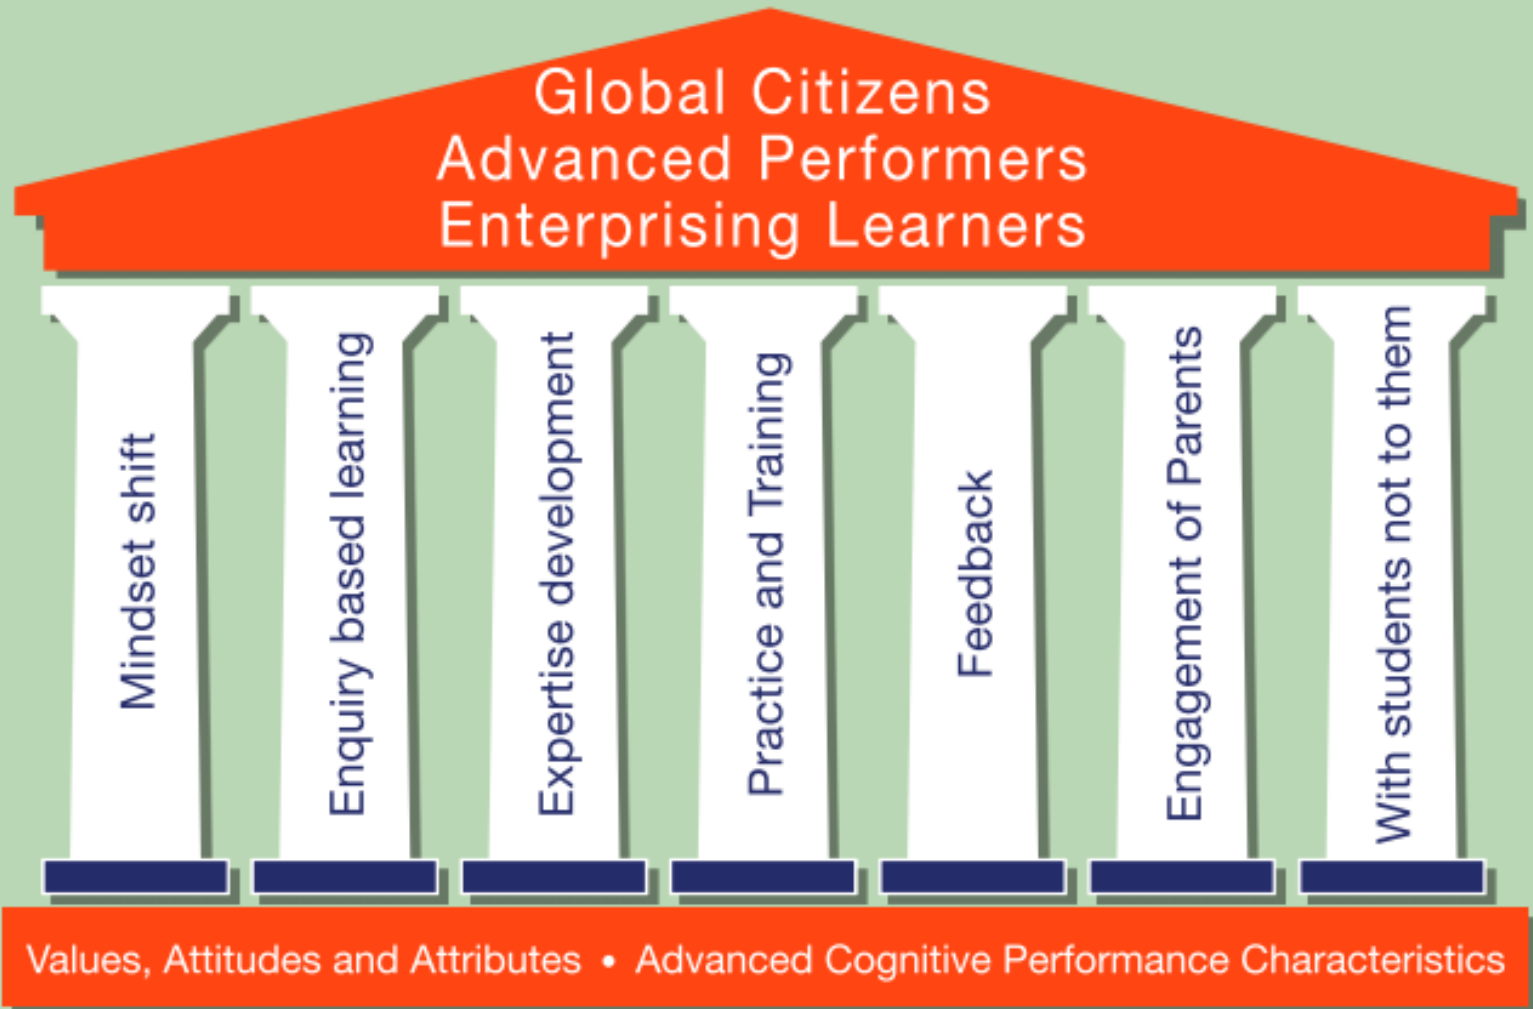 Global Citizens
Advanced Performers
Enterprising Learners
Mindset shift
Enquiry based learning
Expertise development
Practice and Training
Feedback
Engagement of Parents
With students not to them
Values, Attitudes and Attributes • Advanced Cognitive Performance Characteristics